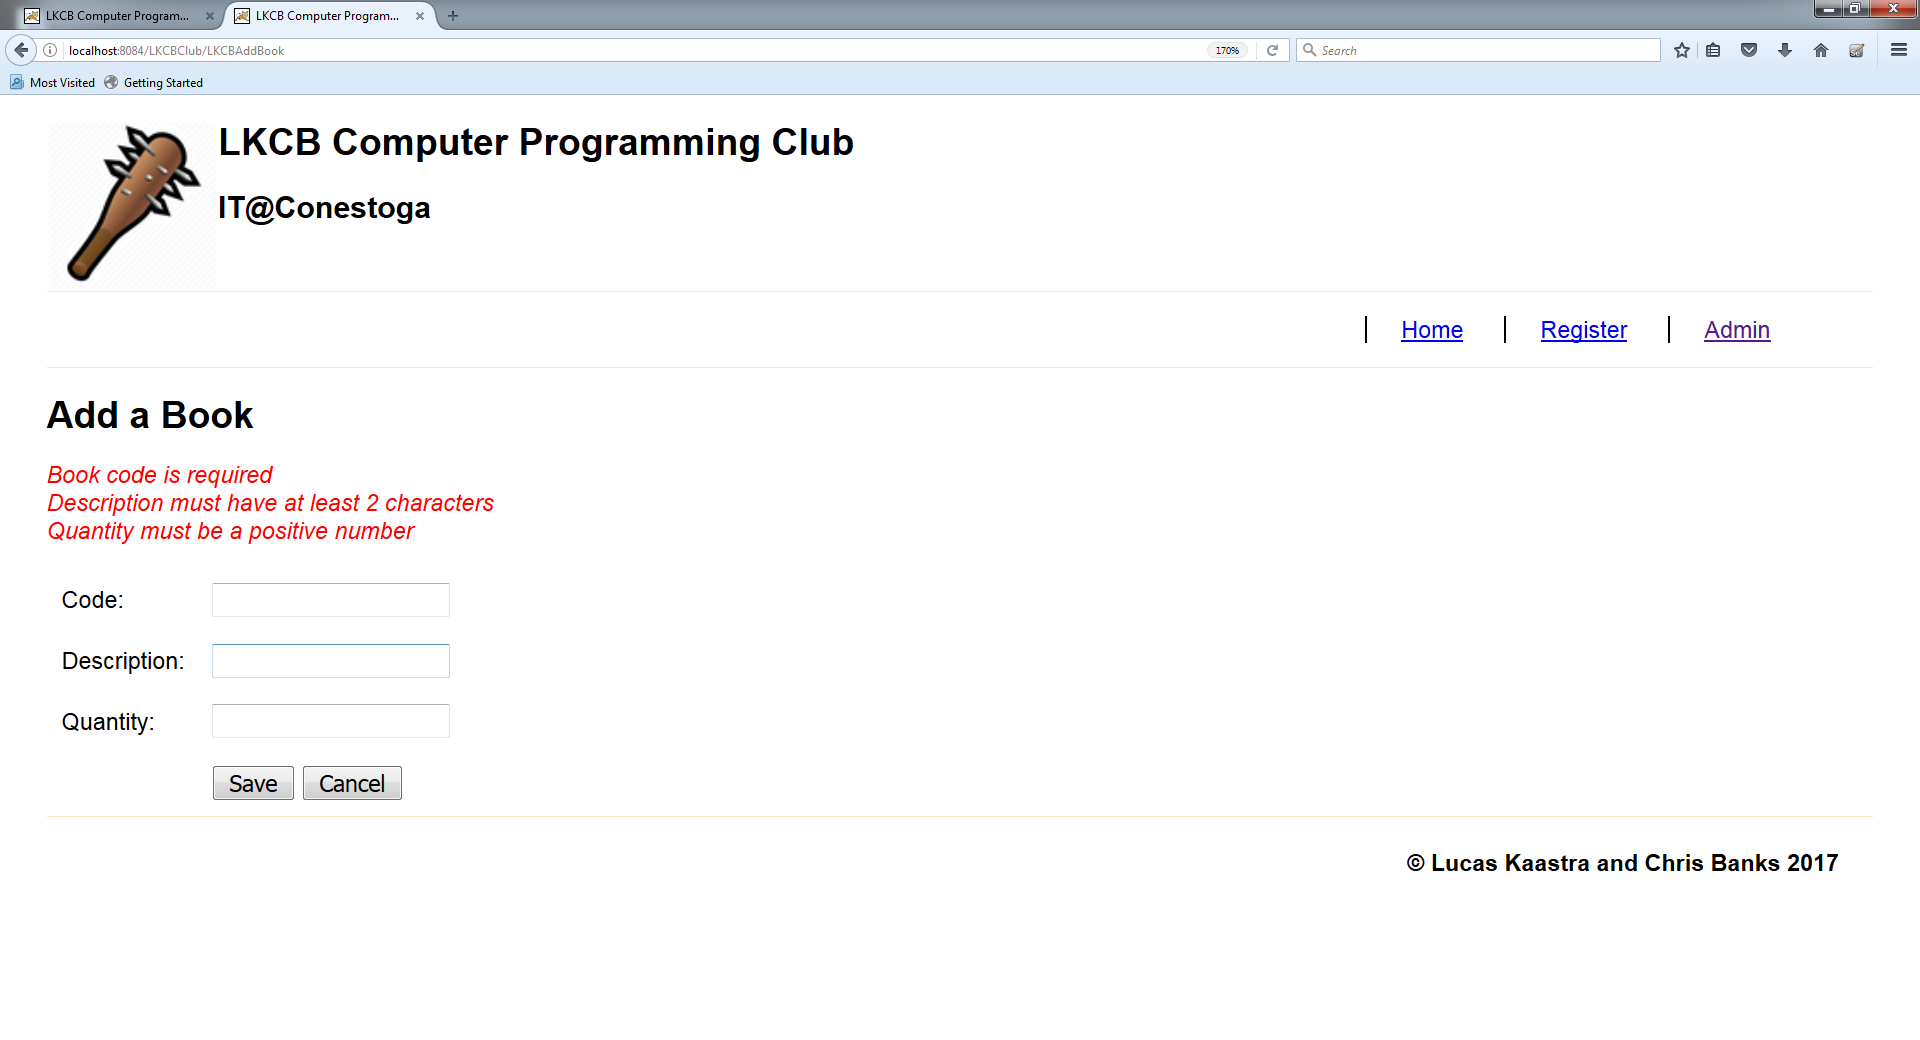 LKCB Computer Program...
LKCB Computer Program...
localhost:8084/LKCBClub/LKCBAddBook
170%
Search
Most Visited
Getting Started
LKCB Computer Programming Club
IT@Conestoga
Home
Register
Admin
Add a Book
Book code is required
Description must have at least 2 characters
Quantity must be a positive number
Code:
Description:
Quantity:
Save
Cancel
© Lucas Kaastra and Chris Banks 2017